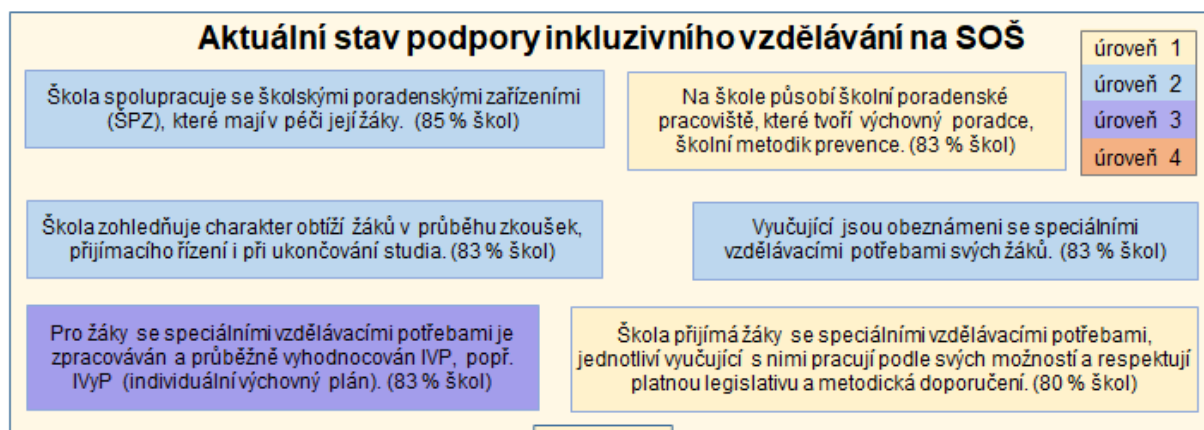 Aktuální stav podpory inkluzivního vzdělávání na SOŠ
úroveň 1
úroveň 2
úroveň 3
úroveň 4
Škola spolupracuje se školskými poradenskými zařízeními
(ŠPZ), které mají v péči její žáky. (85 % škol)
Na škole působí školní poradenské
pracoviště, které tvoří výchovný poradce,
školní metodik prevence. (83 % škol)
Škola zohledňuje charakter obtíží žáků v průběhu zkoušek,
přijímacího řízení i při ukončování studia. (83 % škol)
Vyučující jsou obeznámeni se speciálními
vzdělávacími potřebami svých žáků. (83 % škol)
Pro žáky se speciálními vzdělávacími potřebami je
zpracováván a průběžně vyhodnocován IVP, popř.
IVyP (individuální výchovný plán). (83 % škol)
Škola přijímá žáky se speciálními vzdělávacími potřebami,
jednotliví vyučující s nimi pracují podle svých možností a respektují
platnou legislativu a metodická doporučení. (80 % škol)